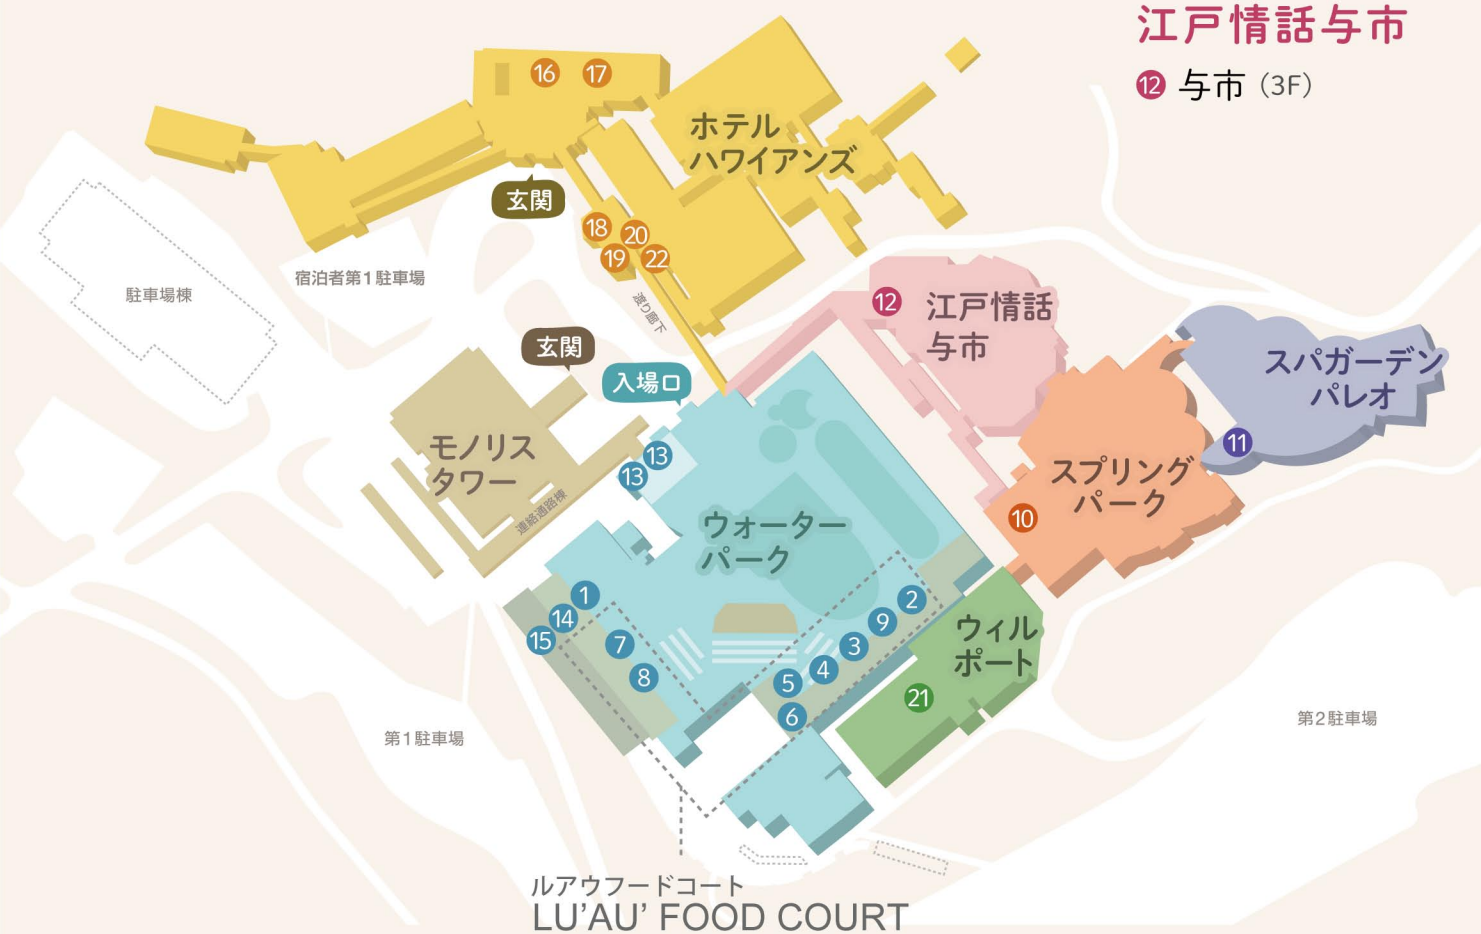 江戸情話与市
12 与市（3F）
16
17
ホテル
ハワイアンズ
玄関
18
20
19
22
宿泊者第1駐車場
駐車場棟
渡り廊下
12
江戸情話
与市
玄関
入場口
スパガーデン
パレオ
11
モノリス
タワー
13
13
連絡通路棟
スプリング
パーク
10
ウォーター
パーク
1
14
15
7
8
2
9
3
4
5
6
ウィル
ポート
21
第1駐車場
第2駐車場
ルアウフードコート
LU'AU' FOOD COURT